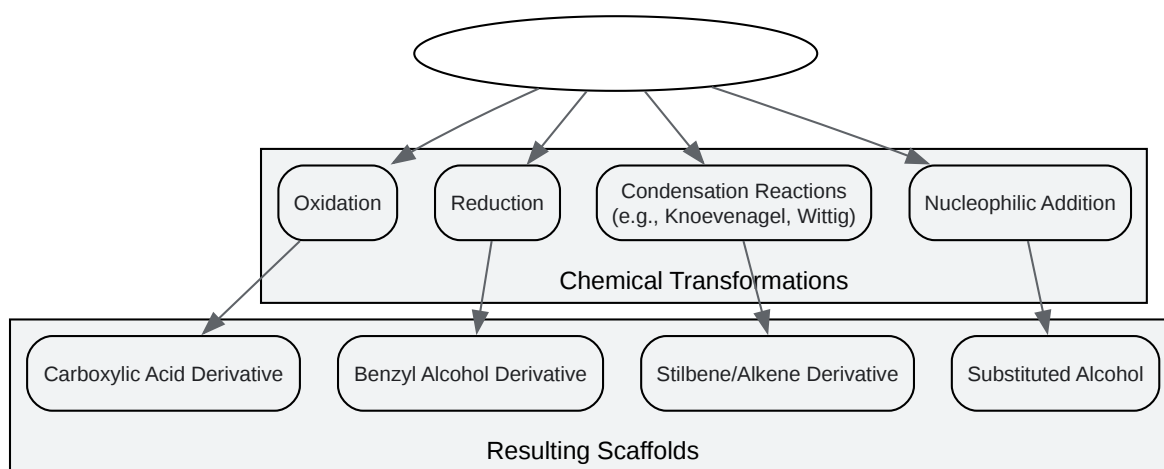 Oxidation
Reduction
Condensation Reactions
(e.g., Knoevenagel, Wittig)
Nucleophilic Addition
Chemical Transformations
Carboxylic Acid Derivative
Benzyl Alcohol Derivative
Stilbene/Alkene Derivative
Substituted Alcohol
Resulting Scaffolds